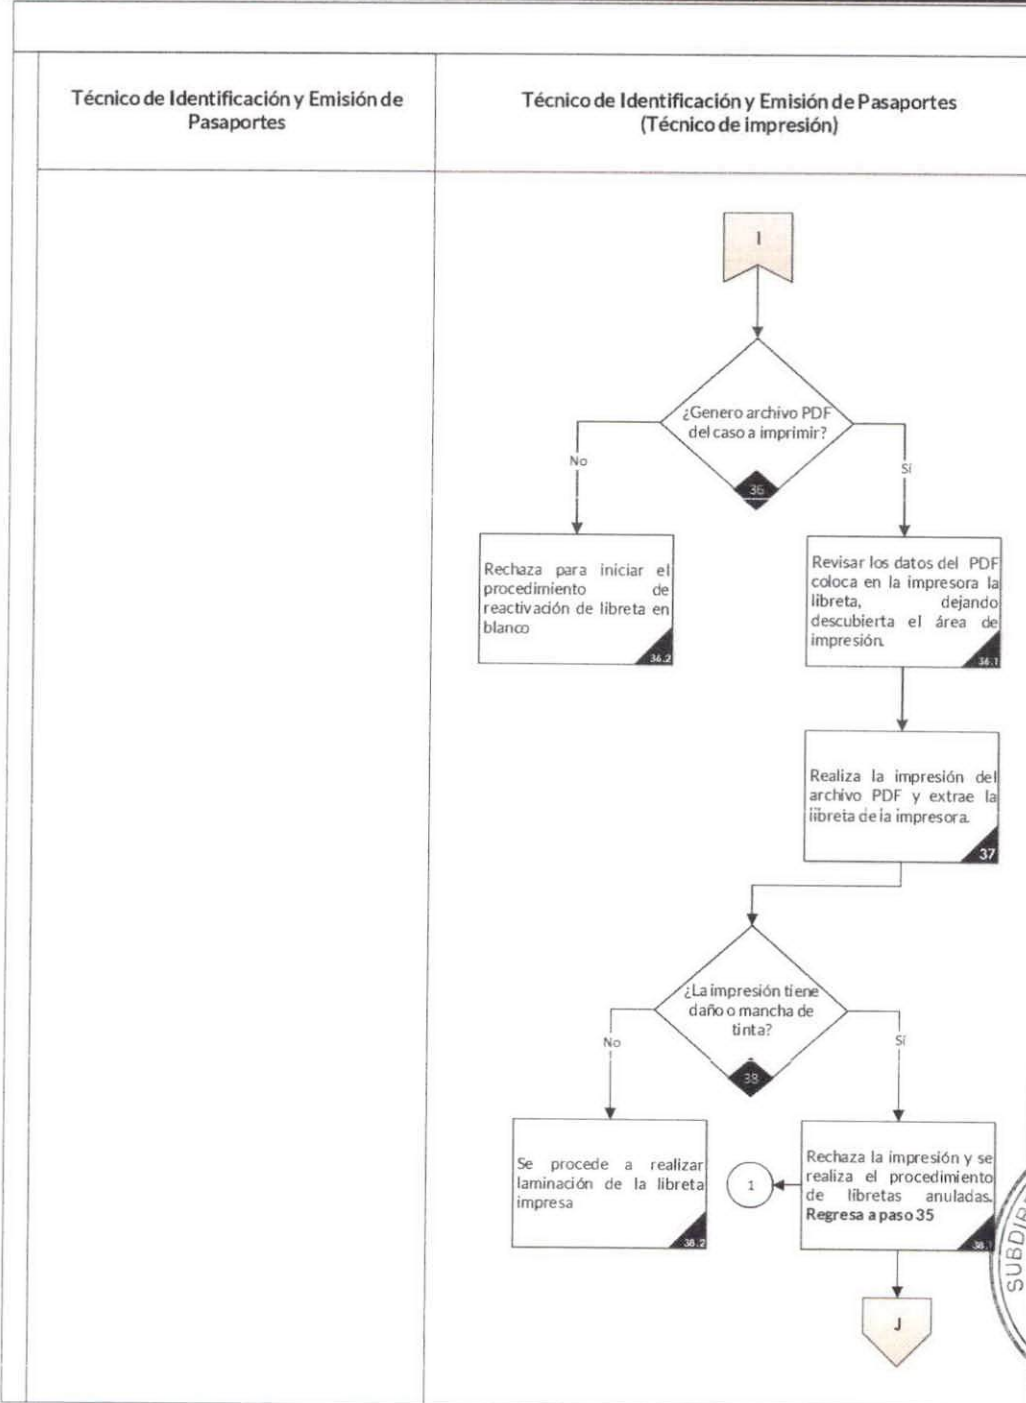 Técnico de Identificación y Emisión de
Pasaportes
Técnico de Identificación y Emisión de Pasaportes
(Técnico de impresión)
I
¿Genero archivo PDF
del caso a imprimir?
36
No
Sí
Rechaza para iniciar el
procedimiento de
reactivación de libreta en
blanco
36.2
Revisar los datos del PDF
coloca en la impresora la
libreta, dejando
descubierta el área de
impresión.
36.1
Realiza la impresión del
archivo PDF y extrae la
libreta de la impresora.
37
¿La impresión tiene
daño o mancha de
tinta?
38
No
Sí
Se procede a realizar
laminación de la libreta
impresa
38.2
1
Rechaza la impresión y se
realiza el procedimiento
de libretas anuladas.
Regresa a paso 35
38.1
J